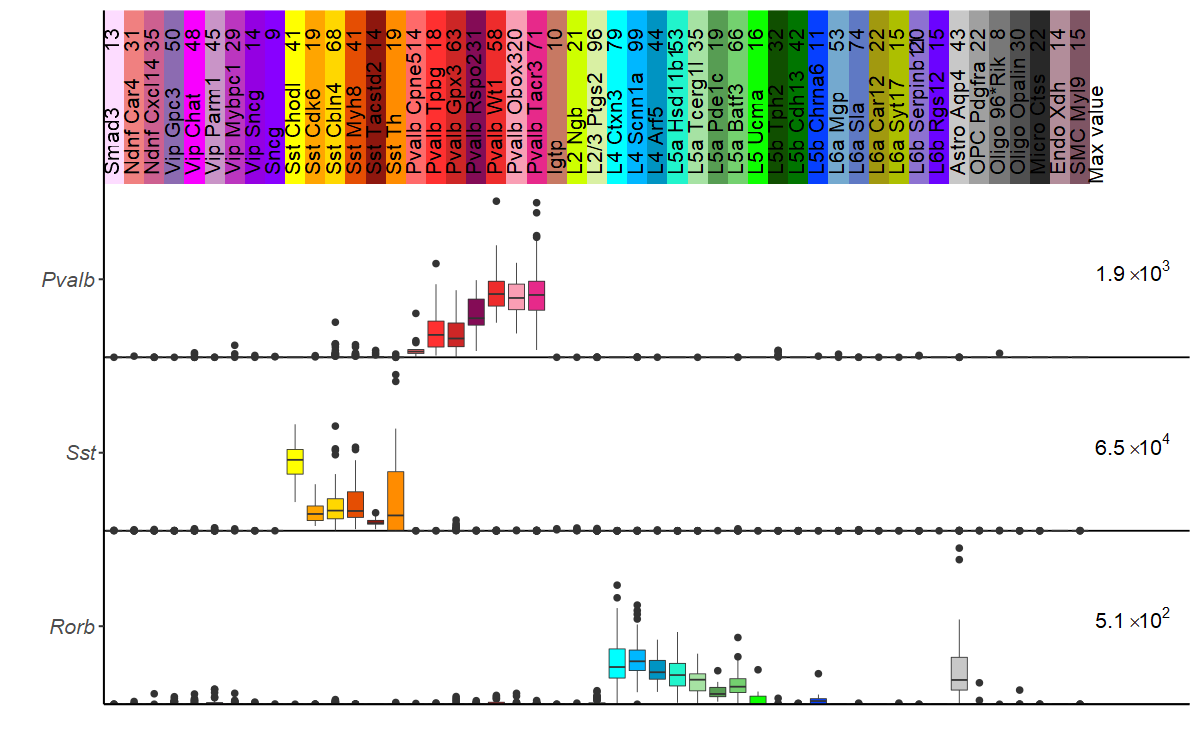 Smad3 13
Ndnf Car4 31
Ndnf Cxcl14 35
Vip Gpc3 50
Vip Chat 48
Vip Parm1 45
Vip Mybpc1 29
Vip Sncg 14
Sncg 9
Sst Chodl 41
Sst Cdk6 19
Sst Cbln4 68
Sst Myh8 41
Sst Tacstd2 14
Sst Th 19
Pvalb Cpne5 14
Pvalb Tpbg 60
Pvalb Gpx3 63
Pvalb Rspo2 31
Pvalb Wt1 58
Pvalb Obox3 20
Pvalb Tacr3 71
Igtp 10
L2 Ngb 26
L2/3 Ptgs2 96
L4 Ctxn3 79
L4 Scnn1a 99
L4 Arf5 44
L5a Hsd11b1 53
L5a Tcerg1l 35
L5a Pde1c 19
L5a Batf3 66
L5 Ucma 16
L5b Tph2 32
L5b Cdh13 42
L5b Chrna6 11
L6a Mgp 53
L6a Sla 74
L6a Car12 22
L6a Syt17 15
L6b Serpinb11 20
L6b Rgs12 15
Astro Aqp4 43
OPC Pdgfra 22
Oligo 96*Rik 8
Oligo Opalin 30
Micro Ctss 22
Endo Xdh 14
SMC Myl9 15
Max value
Pvalb 1.9 ×10³
Sst 6.5 ×10⁴
Rorb 5.1 ×10²